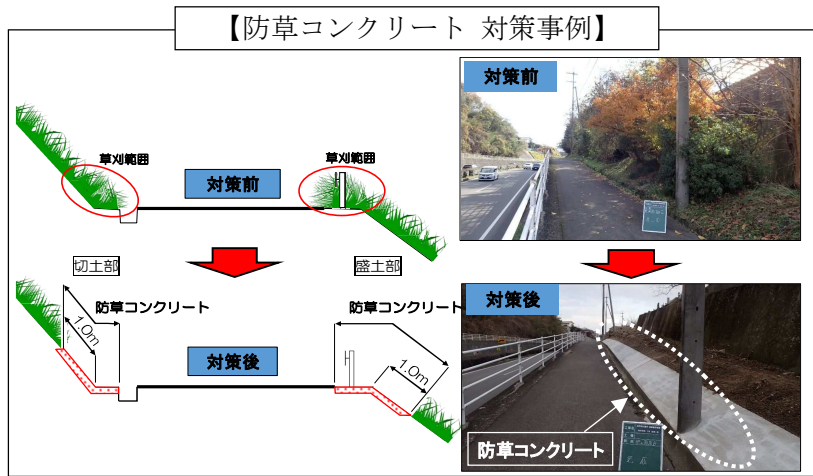 【防草コンクリート 対策事例】
草刈範囲
草刈範囲
対策前
切土部
盛土部
防草コンクリート
防草コンクリート
1.0m
1.0m
対策後
対策前
対策後
防草コンクリート